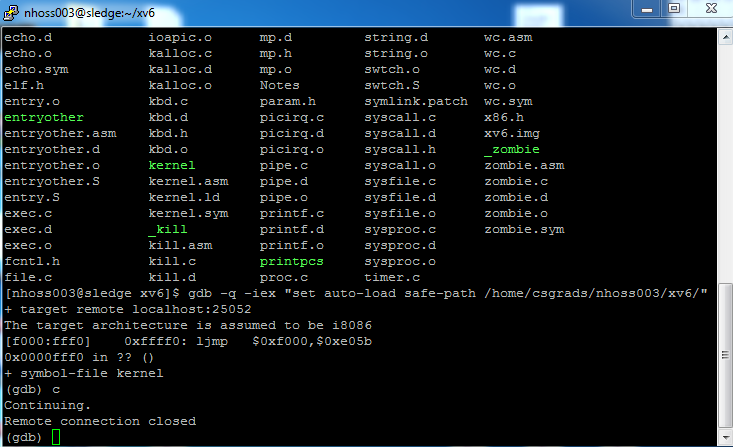 nhoss003@sledge:~/xv6
echo.d ioapic.o mp.d string.d wc.asm
echo.o kalloc.c mp.h string.o wc.c
echo.sym kalloc.d mp.o swtch.o wc.d
elf.h kalloc.o Notes swtch.S wc.o
entry.o kbd.c param.h symlink.patch wc.sym
entryother kbd.d picirq.c syscall.c x86.h
entryother.asm kbd.h picirq.d syscall.d xv6.img
entryother.d kbd.o picirq.o syscall.h _zombie
entryother.o kernel pipe.c syscall.o zombie.asm
entryother.S kernel.asm pipe.d sysfile.c zombie.c
entry.S kernel.ld pipe.o sysfile.d zombie.d
exec.c kernel.sym printf.c sysfile.o zombie.o
exec.d _kill printf.d sysproc.c zombie.sym
exec.o kill.asm printf.o sysproc.d
fcntl.h kill.c printpcs sysproc.o
file.c kill.d proc.c timer.c
[nhoss003@sledge xv6]$ gdb -q -iex "set auto-load safe-path /home/csgrads/nhoss003/xv6/"
+ target remote localhost:25052
The target architecture is assumed to be i8086
[f000:fff0] 0xffff0: ljmp $0xf000,$0xe05b
0x0000fff0 in ?? ()
+ symbol-file kernel
(gdb) c
Continuing.
Remote connection closed
(gdb)